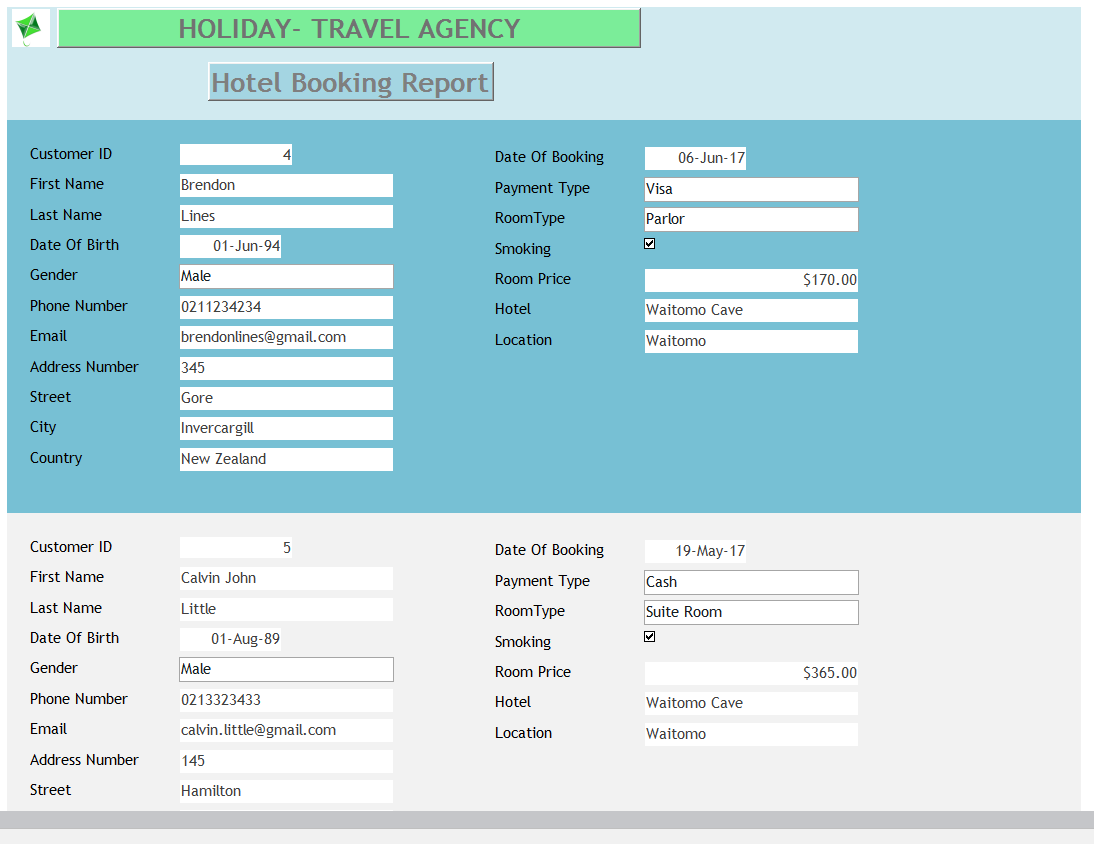 HOLIDAY- TRAVEL AGENCY
Hotel Booking Report
Customer ID 4
First Name Brendon
Last Name Lines
Date Of Birth 01-Jun-94
Gender Male
Phone Number 0211234234
Email brendonlines@gmail.com
Address Number 345
Street Gore
City Invercargill
Country New Zealand
Date Of Booking 06-Jun-17
Payment Type Visa
RoomType Parlor
Smoking
Room Price $170.00
Hotel Waitomo Cave
Location Waitomo
Customer ID 5
First Name Calvin John
Last Name Little
Date Of Birth 01-Aug-89
Gender Male
Phone Number 0213323433
Email calvin.little@gmail.com
Address Number 145
Street Hamilton
Date Of Booking 19-May-17
Payment Type Cash
RoomType Suite Room
Smoking
Room Price $365.00
Hotel Waitomo Cave
Location Waitomo